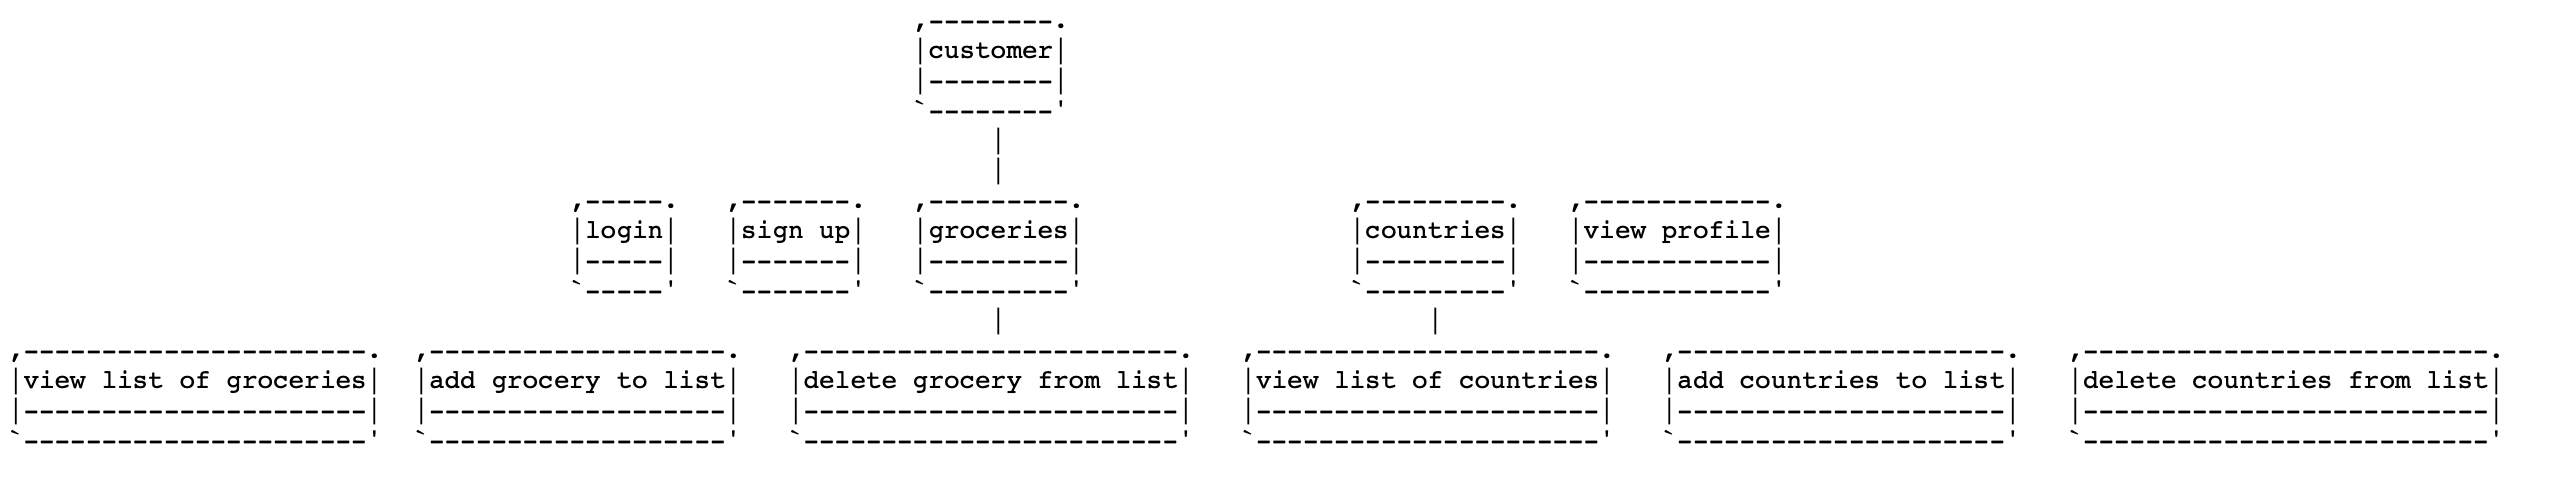 customer
login sign up groceries countries view profile
view list of groceries add grocery to list delete grocery from list view list of countries add countries to list delete countries from list